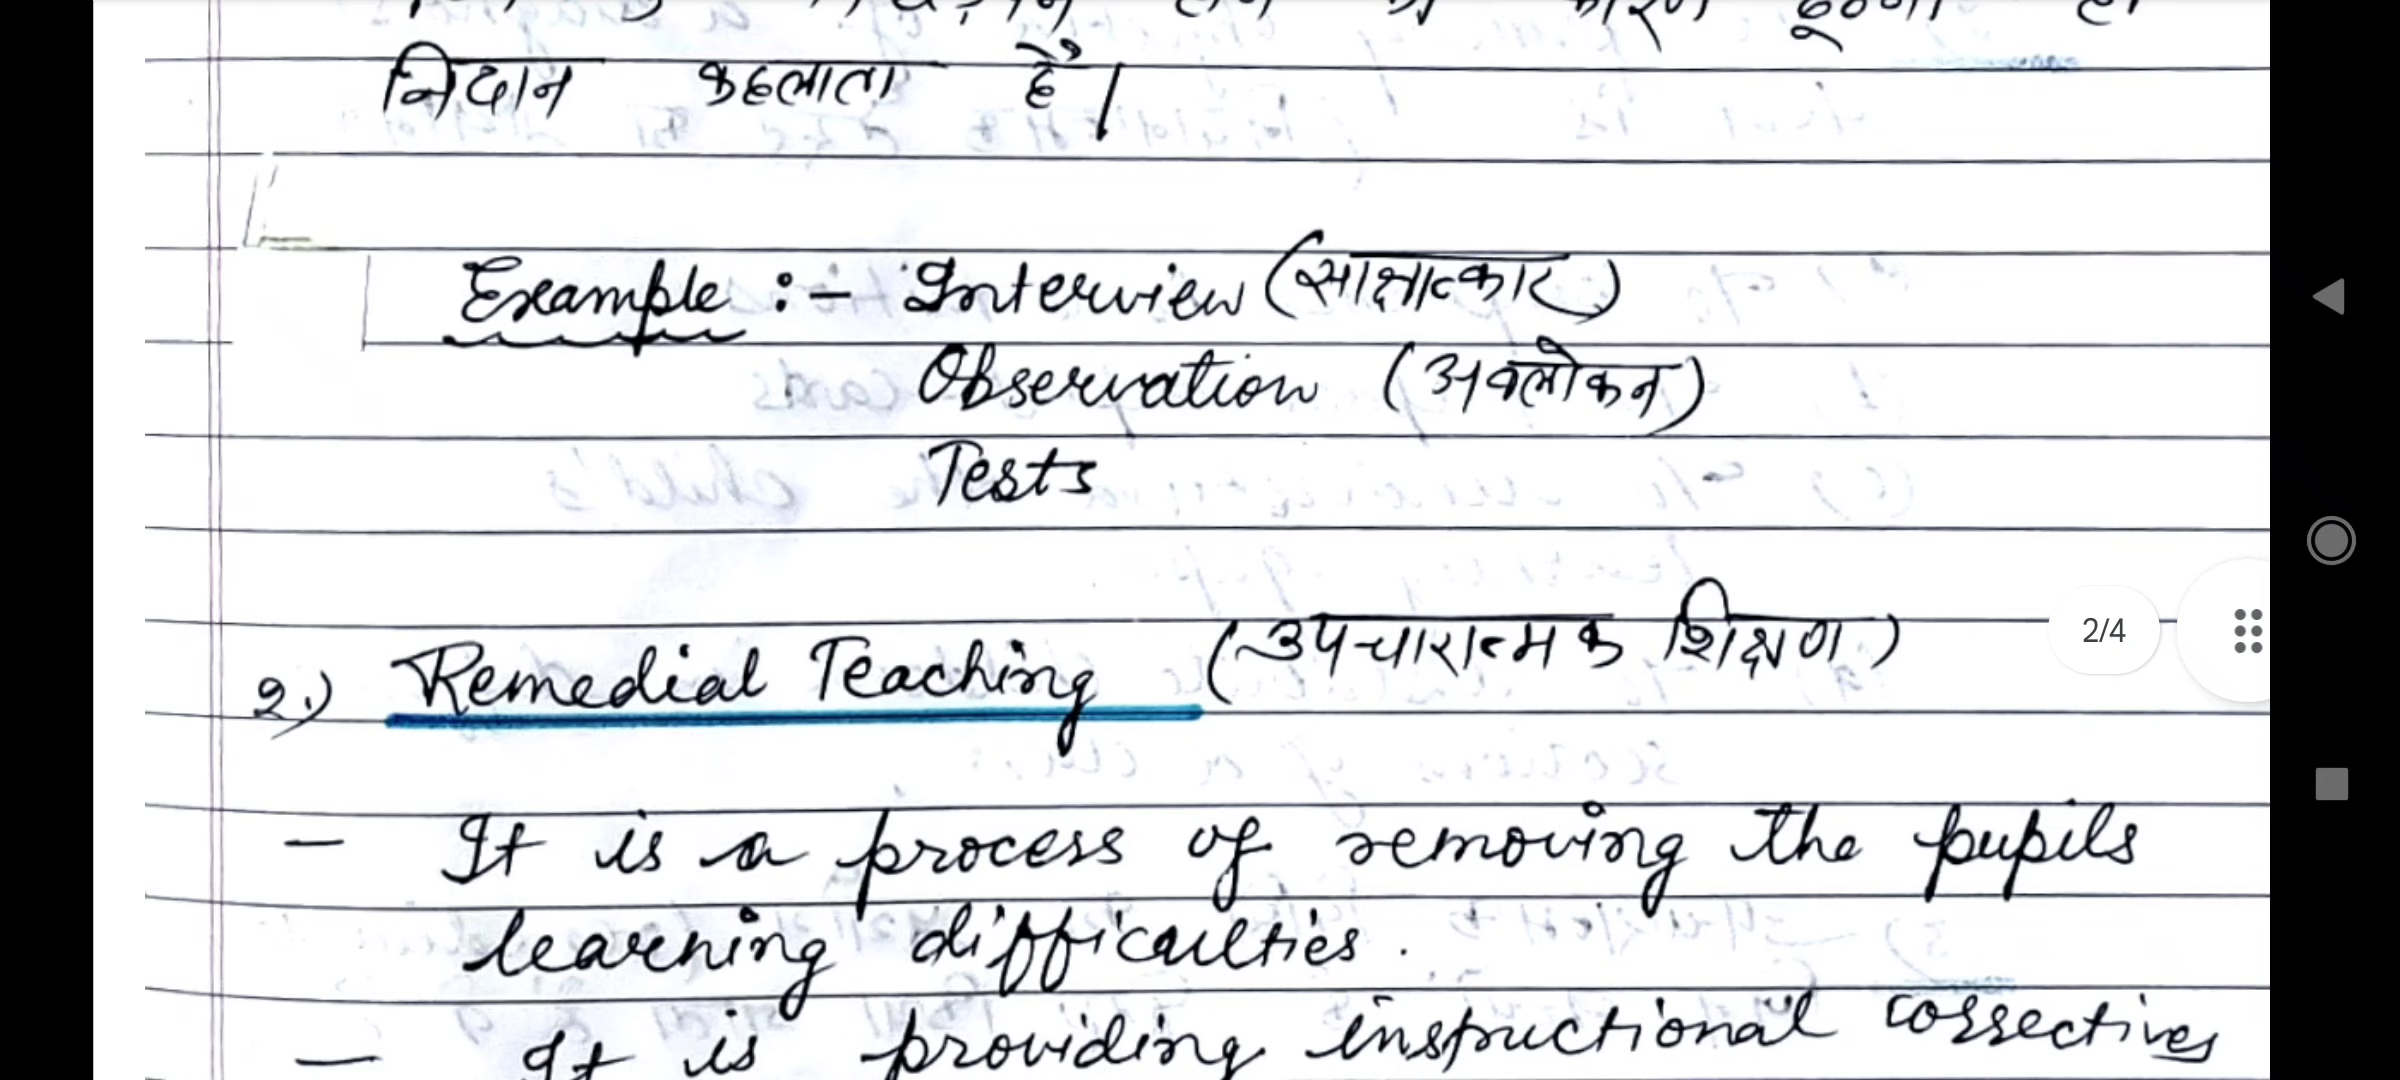 निदान कहलाता है।
Example :- Interview (साक्षात्कार)
Observation (अवलोकन)
Tests
2.) Remedial Teaching (उपचारात्मक शिक्षण)
2/4
- It is a process of removing the pupils
learning difficulties.
- It is providing instructional correctives